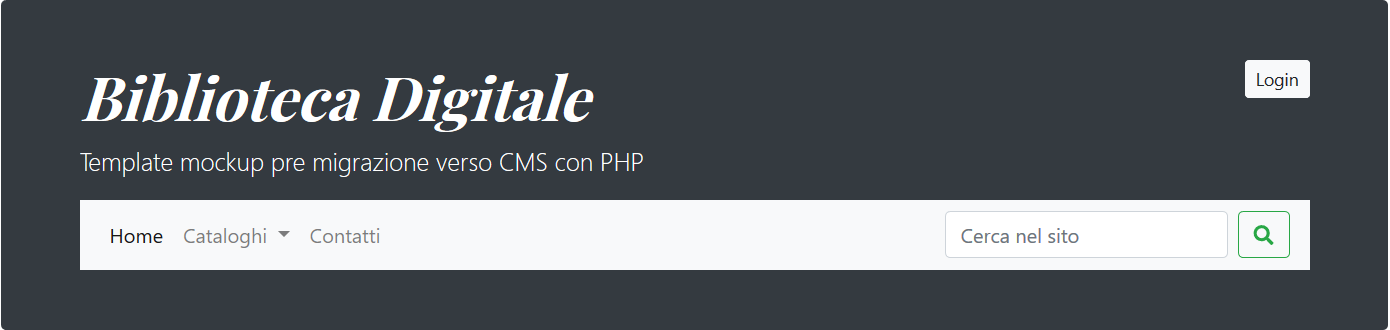 Biblioteca Digitale
Login
Template mockup pre migrazione verso CMS con PHP
Home Cataloghi Contatti Cerca nel sito